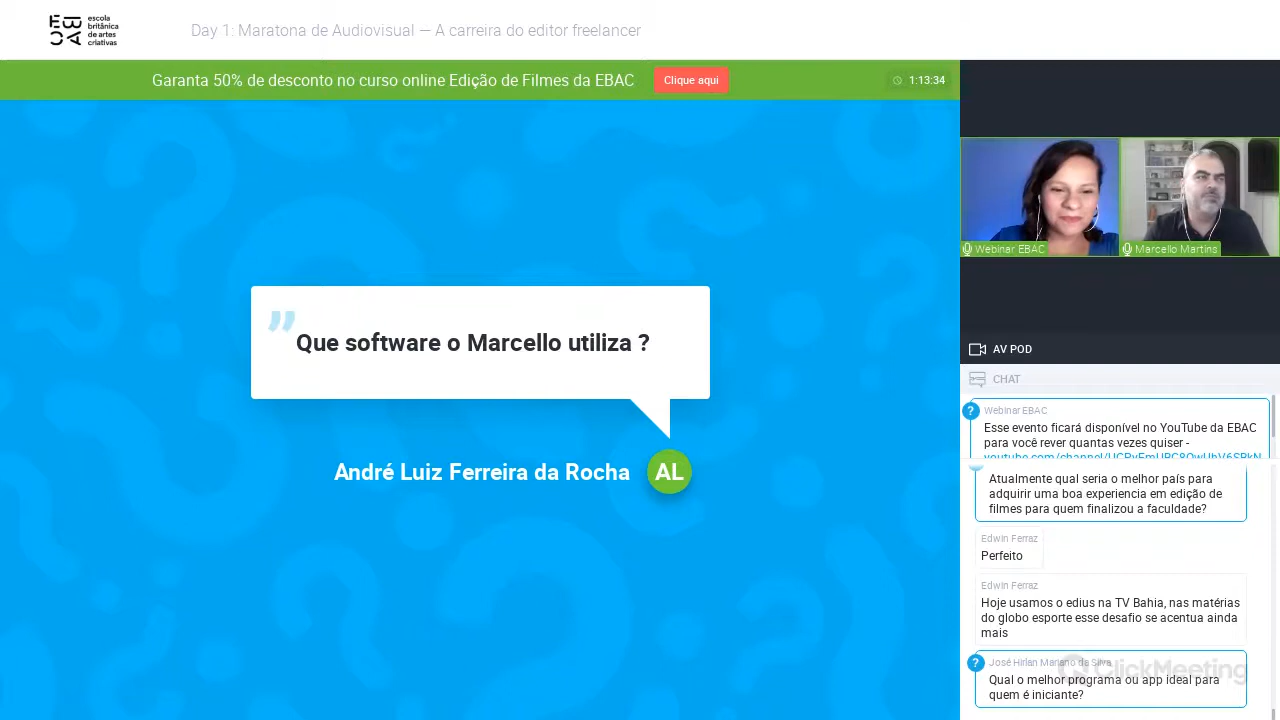 escola
britânica
de artes
criativas
Day 1: Maratona de Audiovisual — A carreira do editor freelancer
Garanta 50% de desconto no curso online Edição de Filmes da EBAC
Clique aqui
1:13:34
Webinar EBAC
Marcello Martins
AV POD
CHAT
" Que software o Marcello utiliza ?
André Luiz Ferreira da Rocha
AL
? Webinar EBAC
Esse evento ficará disponível no YouTube da EBAC
para você rever quantas vezes quiser -
Atualmente qual seria o melhor país para
adquirir uma boa experiencia em edição de
filmes para quem finalizou a faculdade?
Edwin Ferraz
Perfeito
Edwin Ferraz
Hoje usamos o edius na TV Bahia, nas matérias
do globo esporte esse desafio se acentua ainda
mais
? José Hirlan Mariano da Silva
Qual o melhor programa ou app ideal para
quem é iniciante?
ClickMeeting